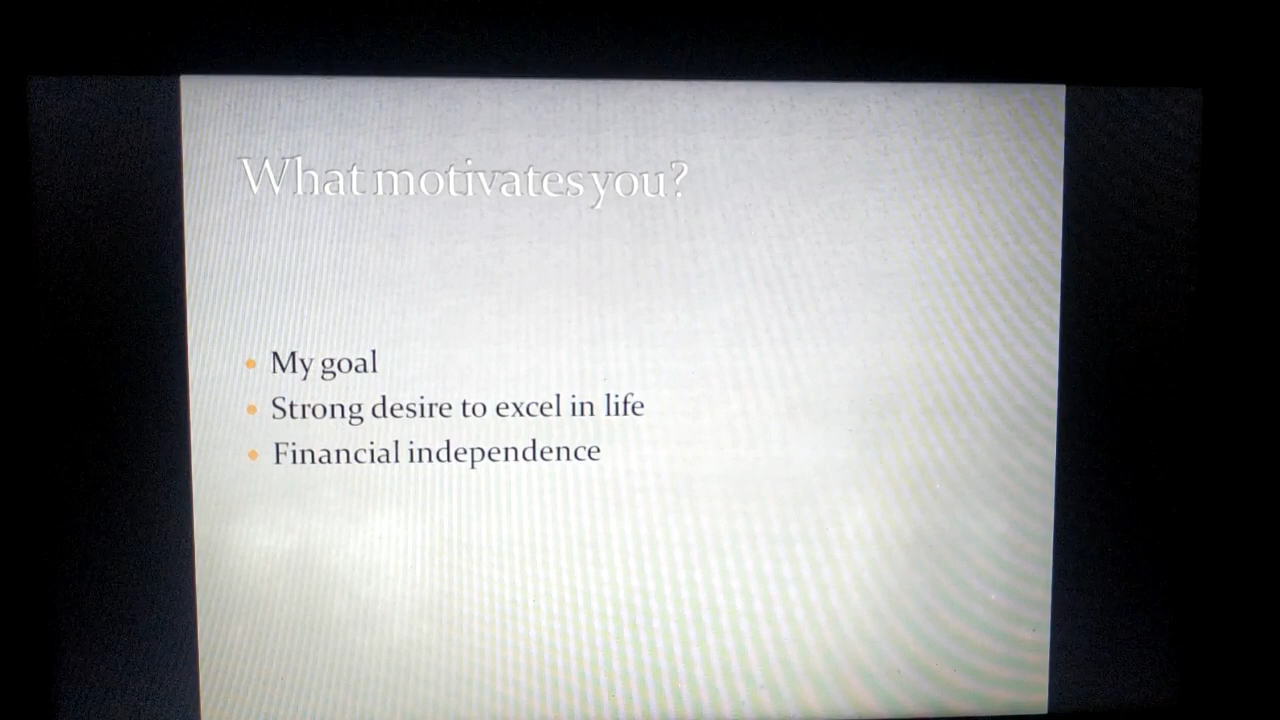 What motivates you?
• My goal
• Strong desire to excel in life
• Financial independence